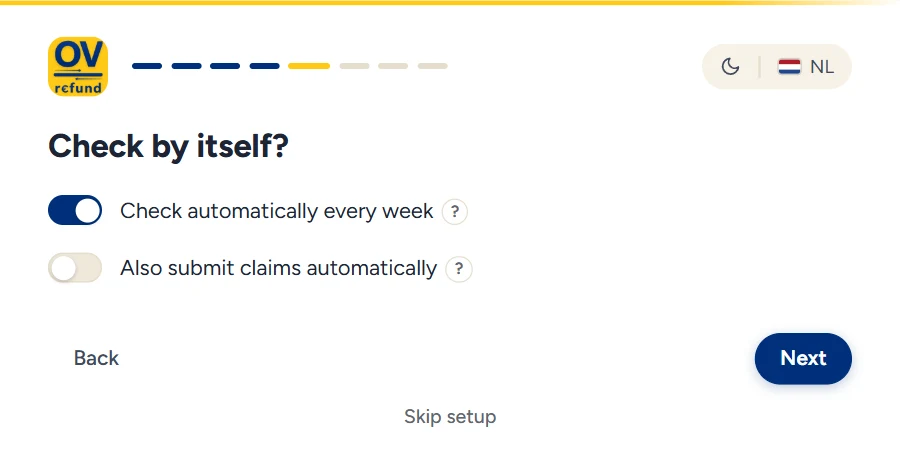 OV
refund
NL
Check by itself?
Check automatically every week ?
Also submit claims automatically ?
Back
Next
Skip setup